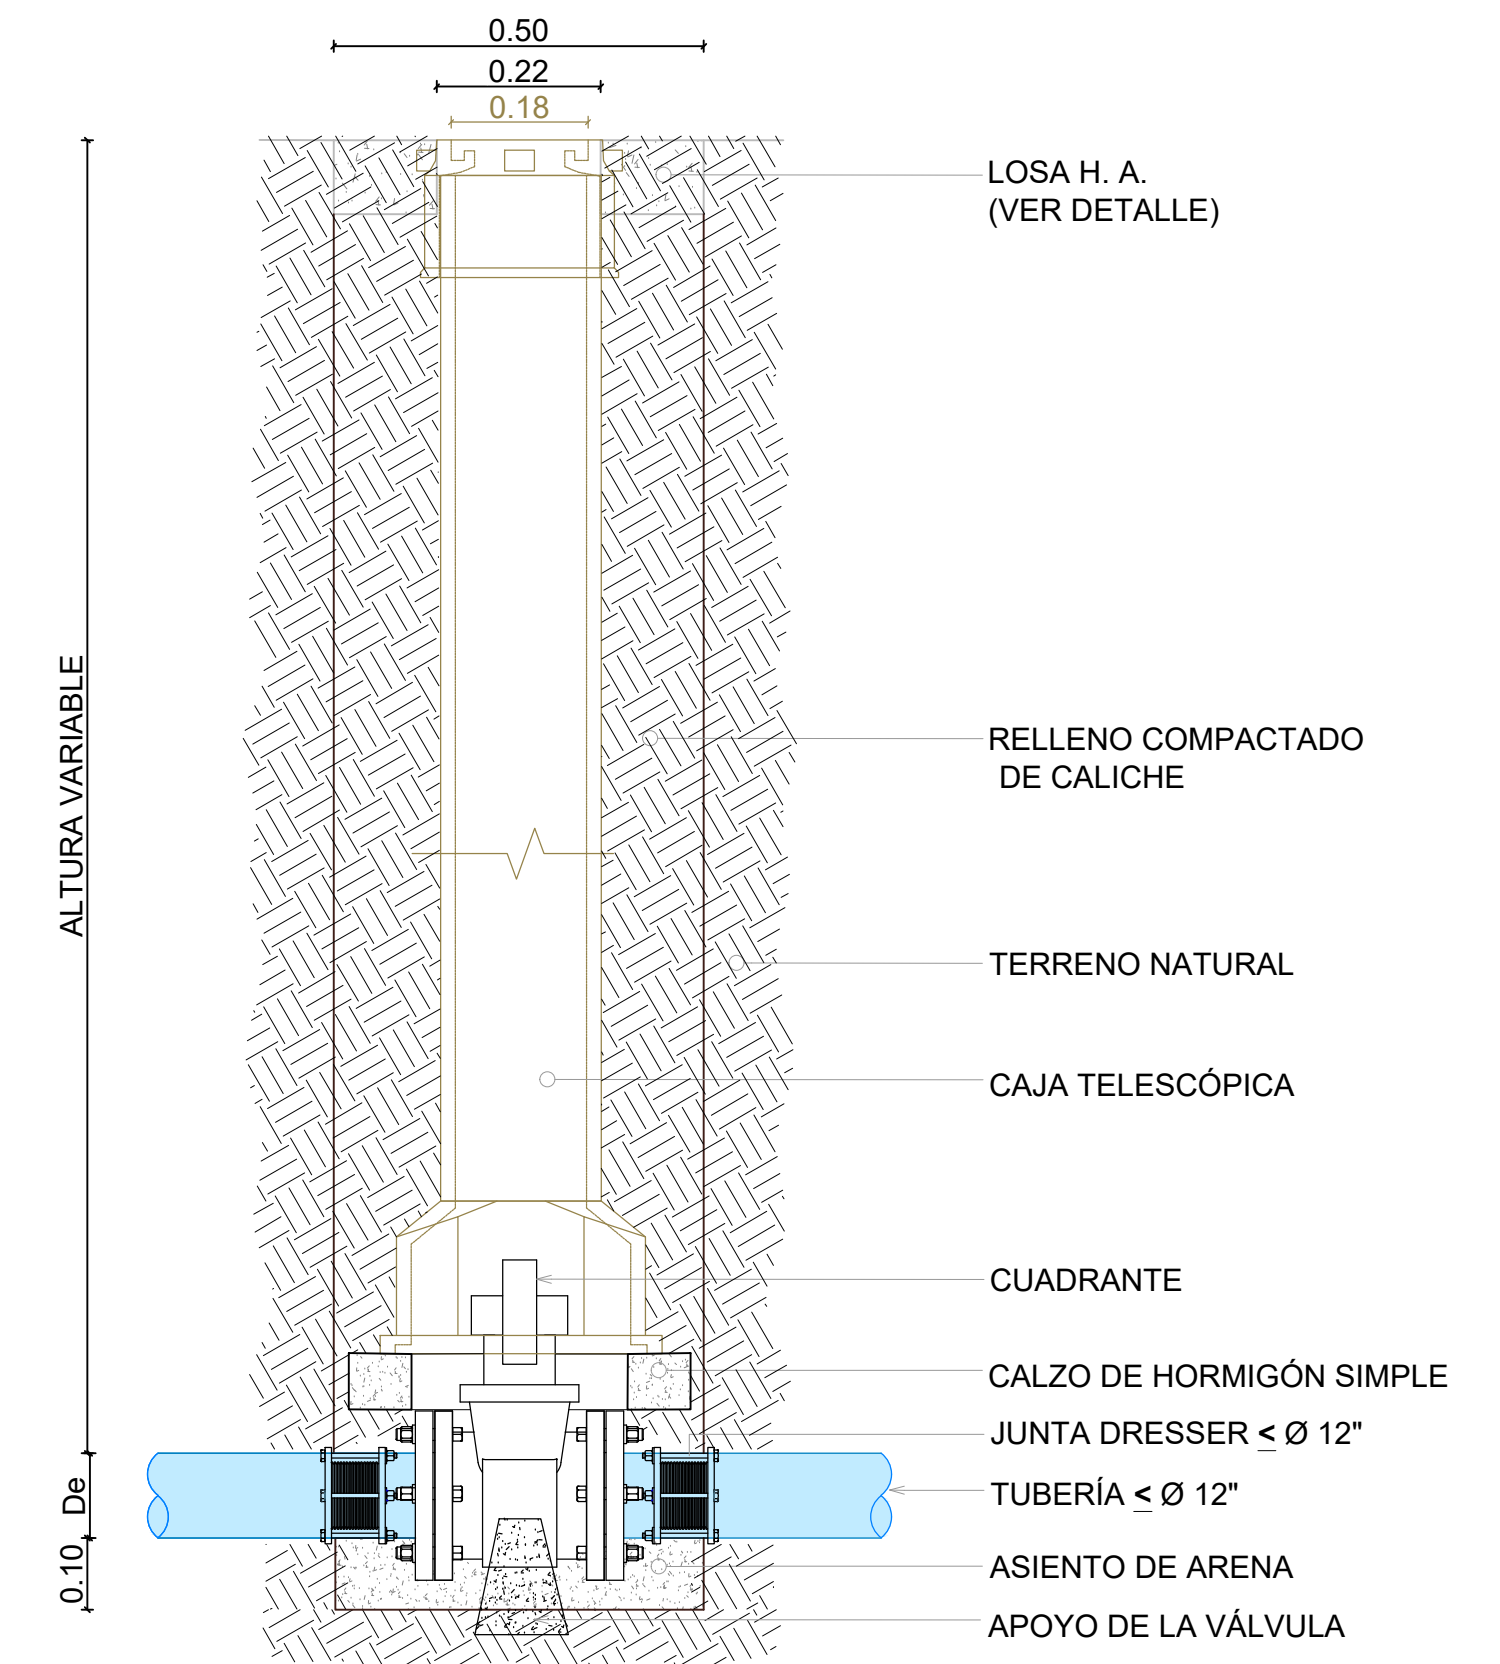 0.50
0.22
0.18
LOSA H. A.
(VER DETALLE)
RELLENO COMPACTADO
DE CALICHE
ALTURA VARIABLE
TERRENO NATURAL
CAJA TELESCÓPICA
CUADRANTE
CALZO DE HORMIGÓN SIMPLE
JUNTA DRESSER ≤ Ø 12"
De
TUBERÍA ≤ Ø 12"
0.10
ASIENTO DE ARENA
APOYO DE LA VÁLVULA